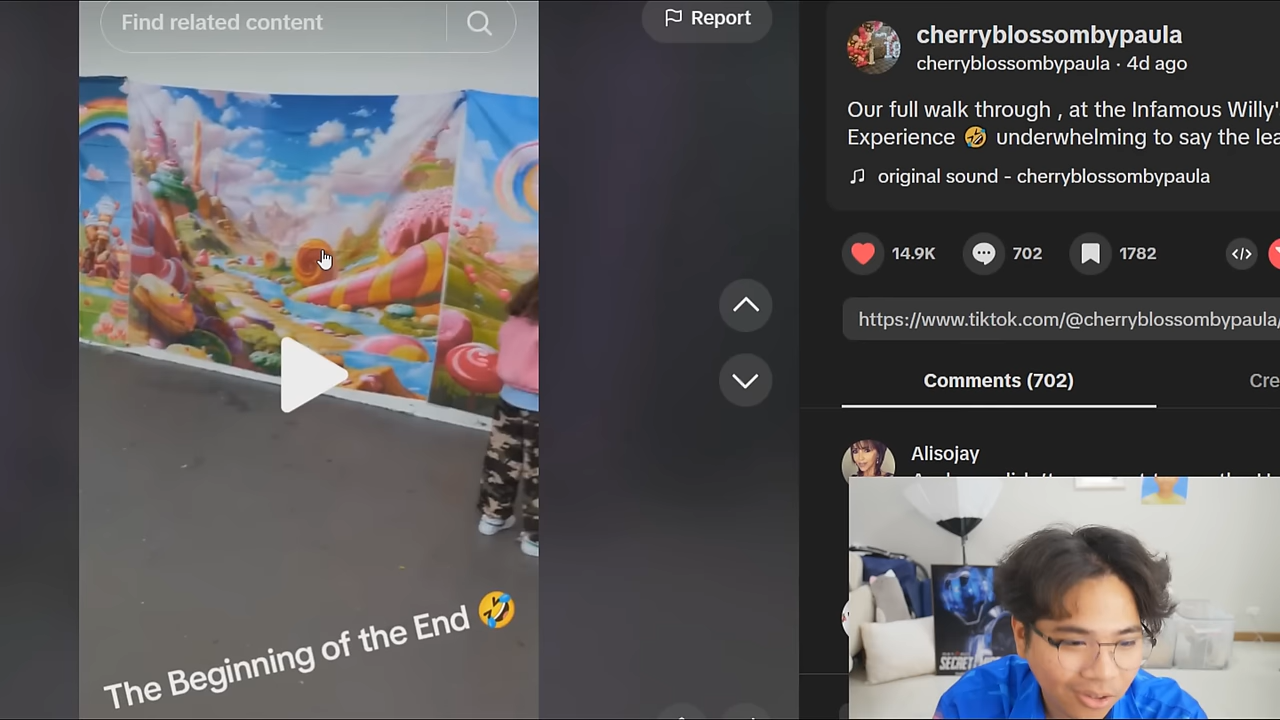 Find related content
Report
The Beginning of the End 🤣
cherryblossombypaula
cherryblossombypaula · 4d ago
Our full walk through , at the Infamous Willy'
Experience 🤣 underwhelming to say the lea
original sound - cherryblossombypaula
14.9K
702
1782
https://www.tiktok.com/@cherryblossombypaula/
Comments (702)
Cre
Alisojay
SECRET